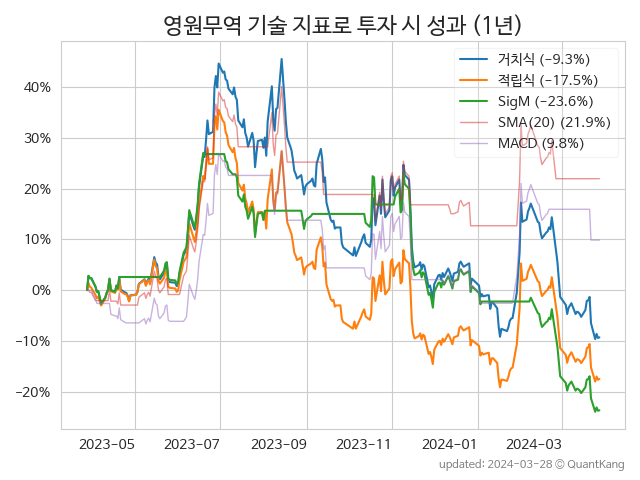 영원무역 기술 지표로 투자 시 성과 (1년)
거치식 (−9.3%)
적립식 (−17.5%)
SigM (−23.6%)
SMA(20) (21.9%)
MACD (9.8%)
40%
30%
20%
10%
0%
−10%
−20%
2023-05 2023-07 2023-09 2023-11 2024-01 2024-03
updated: 2024-03-28 © QuantKang